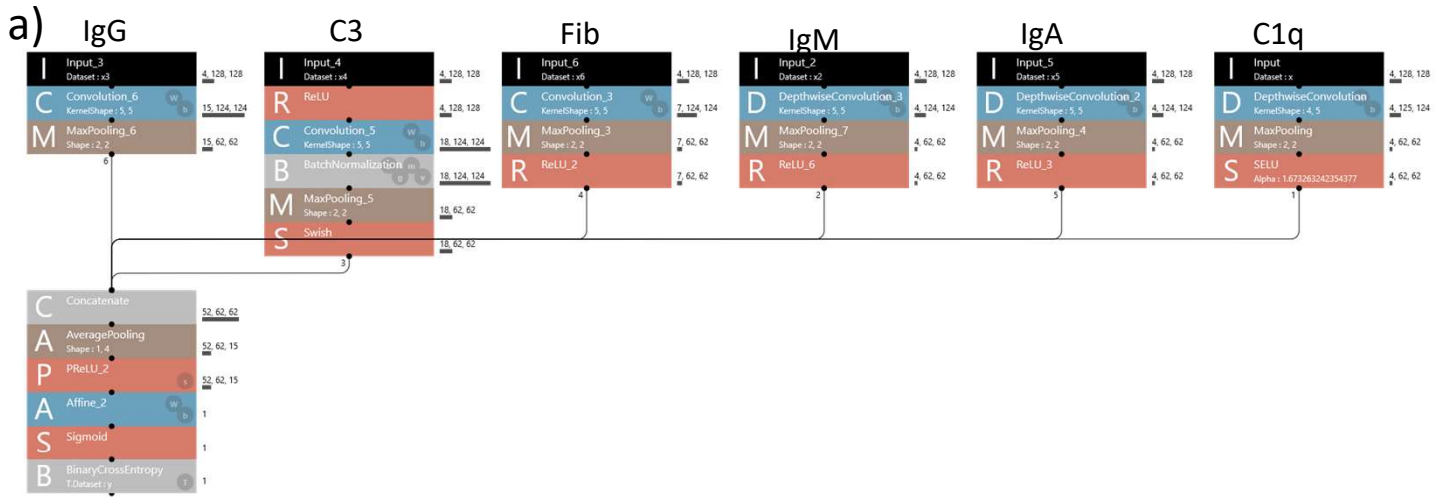 a)
IgG
I Input_3
Dataset : x3
4, 128, 128
C Convolution_6
KernelShape : 5, 5
W
b
15, 124, 124
M MaxPooling_6
Shape : 2, 2
15, 62, 62
6
C3
I Input_4
Dataset : x4
4, 128, 128
R ReLU
4, 128, 128
C Convolution_5
KernelShape : 5, 5
W
b
18, 124, 124
B BatchNormalization
m
g
v
18, 124, 124
M MaxPooling_5
Shape : 2, 2
18, 62, 62
S Swish
18, 62, 62
3
Fib
I Input_6
Dataset : x6
4, 128, 128
C Convolution_3
KernelShape : 5, 5
W
b
7, 124, 124
M MaxPooling_3
Shape : 2, 2
7, 62, 62
R ReLU_2
7, 62, 62
4
IgM
I Input_2
Dataset : x2
4, 128, 128
D DepthwiseConvolution_3
KernelShape : 5, 5
b
4, 124, 124
M MaxPooling_7
Shape : 2, 2
4, 62, 62
R ReLU_6
4, 62, 62
2
IgA
I Input_5
Dataset : x5
4, 128, 128
D DepthwiseConvolution_2
KernelShape : 5, 5
b
4, 124, 124
M MaxPooling_4
Shape : 2, 2
4, 62, 62
R ReLU_3
4, 62, 62
5
C1q
I Input
Dataset : x
4, 128, 128
D DepthwiseConvolution
KernelShape : 4, 5
b
4, 125, 124
M MaxPooling
Shape : 2, 2
4, 62, 62
S SELU
Alpha : 1.673263242354377
4, 62, 62
1
C Concatenate
52, 62, 62
A AveragePooling
Shape : 1, 4
52, 62, 15
P PReLU_2
s
52, 62, 15
A Affine_2
W
b
1
S Sigmoid
1
B BinaryCrossEntropy
T.Dataset : y
T
1